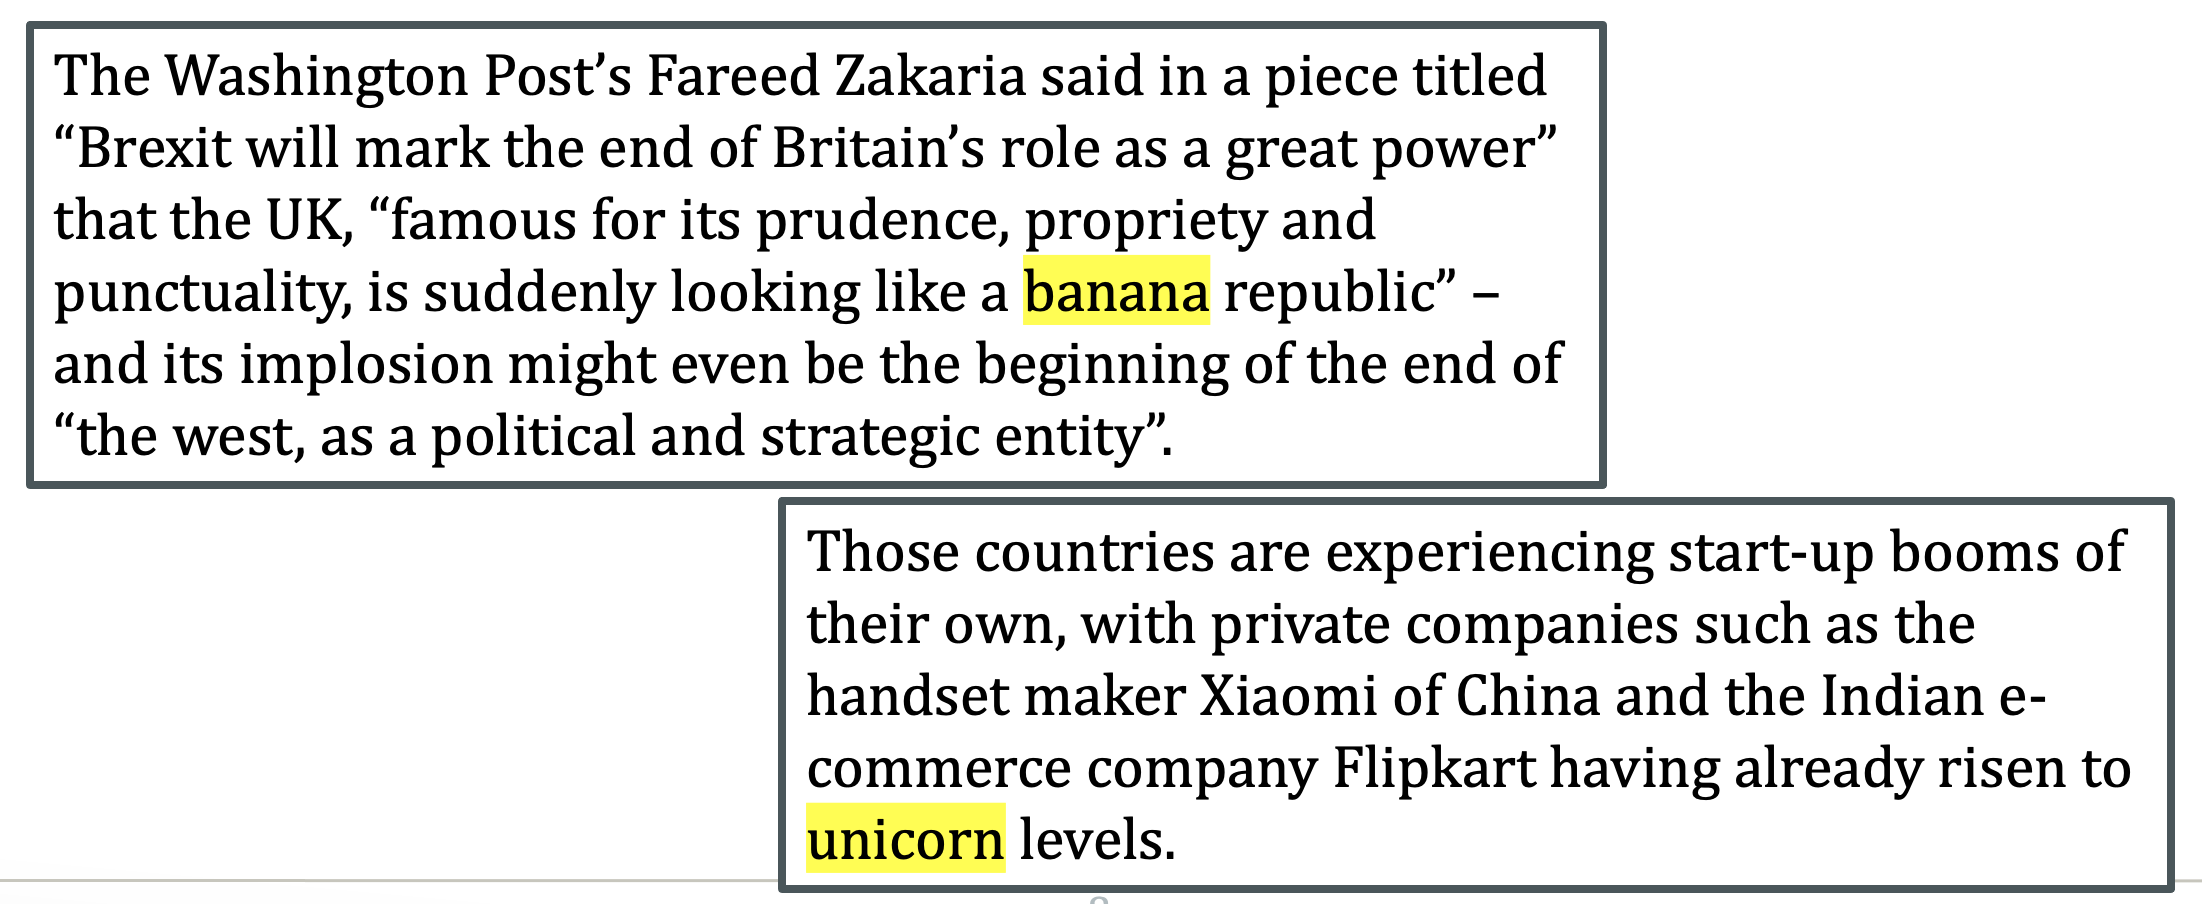 The Washington Post’s Fareed Zakaria said in a piece titled
“Brexit will mark the end of Britain’s role as a great power”
that the UK, “famous for its prudence, propriety and
punctuality, is suddenly looking like a banana republic” –
and its implosion might even be the beginning of the end of
“the west, as a political and strategic entity”.
Those countries are experiencing start-up booms of
their own, with private companies such as the
handset maker Xiaomi of China and the Indian e-
commerce company Flipkart having already risen to
unicorn levels.